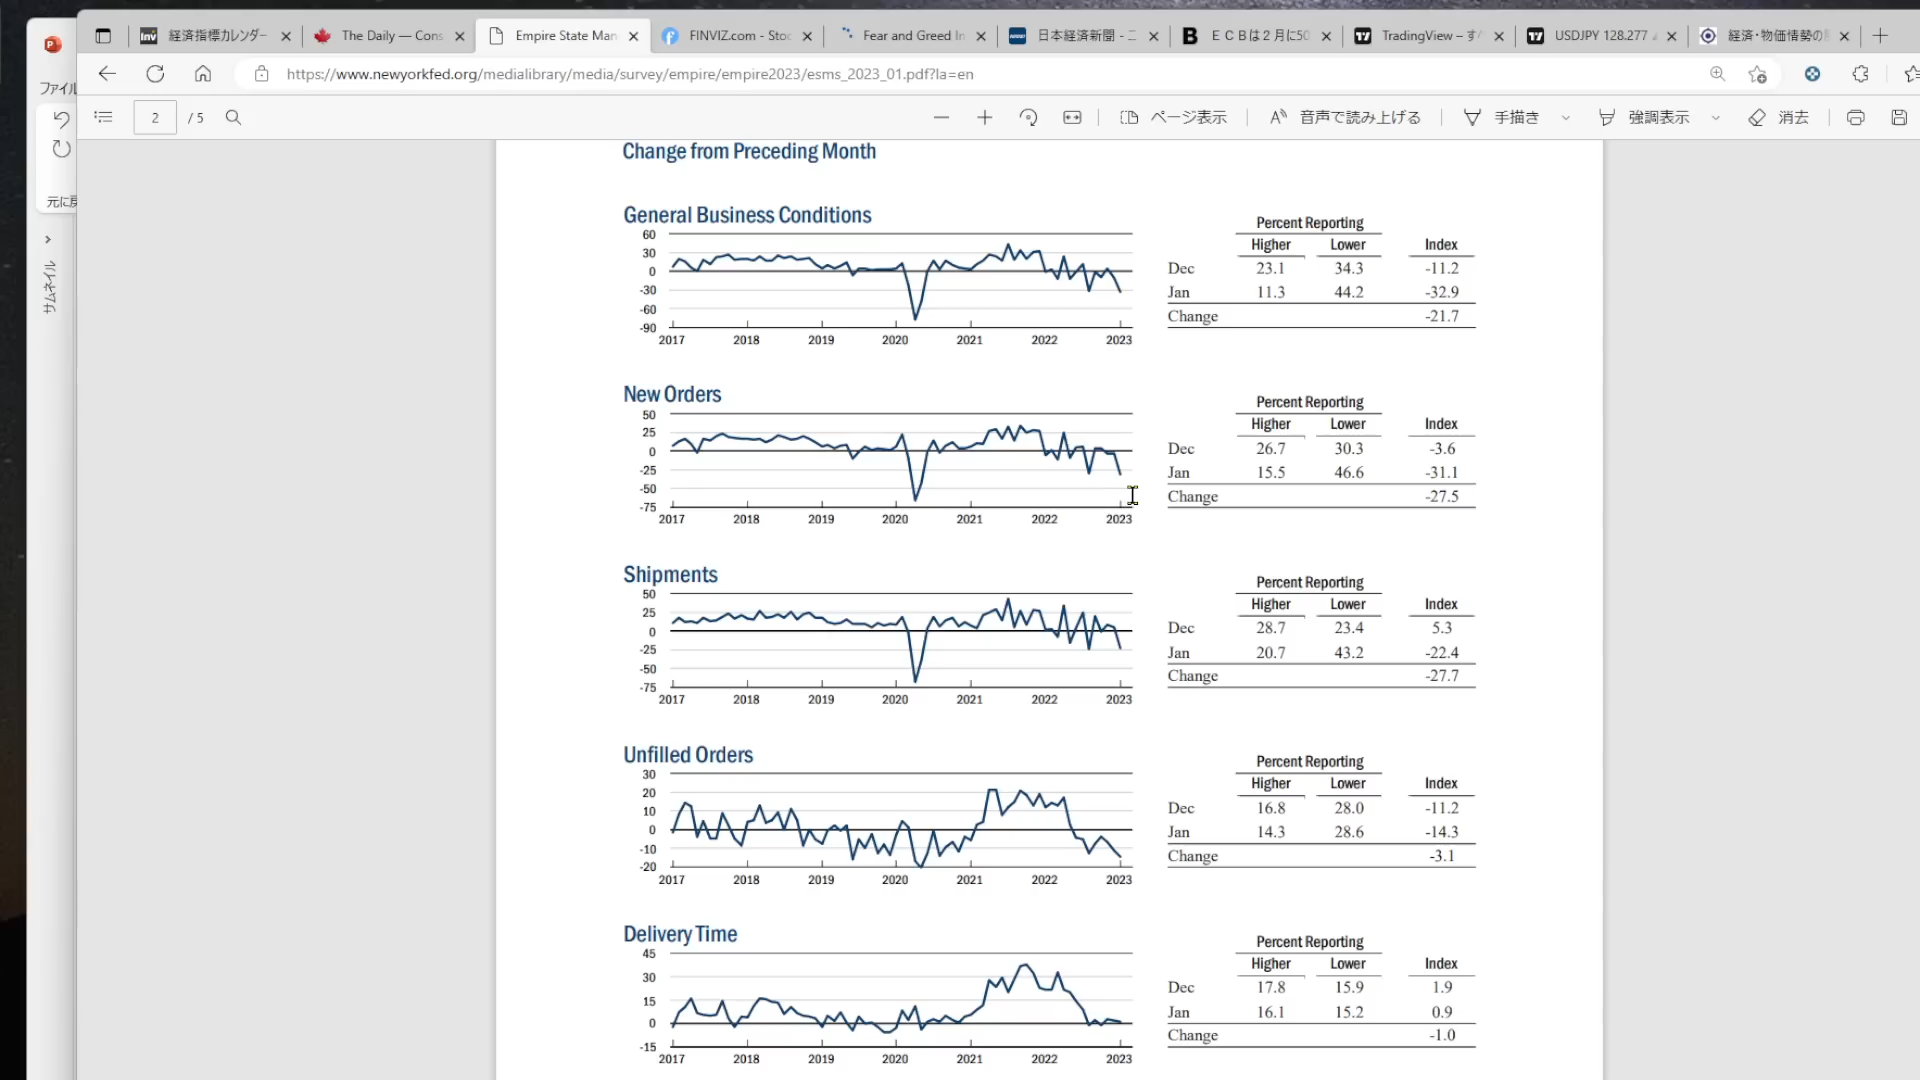 経済指標カレンダー
The Daily — Cons
Empire State Man
FINVIZ.com - Stoc
Fear and Greed In
日本経済新聞 - ニ
B ＥＣＢは２月に50
TradingView – す
USDJPY 128.277
経済・物価情勢の
https://www.newyorkfed.org/medialibrary/media/survey/empire/empire2023/esms_2023_01.pdf?la=en
ファイル
2 / 5
ページ表示
音声で読み上げる
手描き
強調表示
消去
元に戻
サムネイル
Change from Preceding Month
General Business Conditions
60
30
0
-30
-60
-90
2017 2018 2019 2020 2021 2022 2023
Percent Reporting
Higher Lower Index
Dec 23.1 34.3 -11.2
Jan 11.3 44.2 -32.9
Change -21.7
New Orders
50
25
0
-25
-50
-75
2017 2018 2019 2020 2021 2022 2023
Percent Reporting
Higher Lower Index
Dec 26.7 30.3 -3.6
Jan 15.5 46.6 -31.1
Change -27.5
Shipments
50
25
0
-25
-50
-75
2017 2018 2019 2020 2021 2022 2023
Percent Reporting
Higher Lower Index
Dec 28.7 23.4 5.3
Jan 20.7 43.2 -22.4
Change -27.7
Unfilled Orders
30
20
10
0
-10
-20
2017 2018 2019 2020 2021 2022 2023
Percent Reporting
Higher Lower Index
Dec 16.8 28.0 -11.2
Jan 14.3 28.6 -14.3
Change -3.1
Delivery Time
45
30
15
0
-15
2017 2018 2019 2020 2021 2022 2023
Percent Reporting
Higher Lower Index
Dec 17.8 15.9 1.9
Jan 16.1 15.2 0.9
Change -1.0